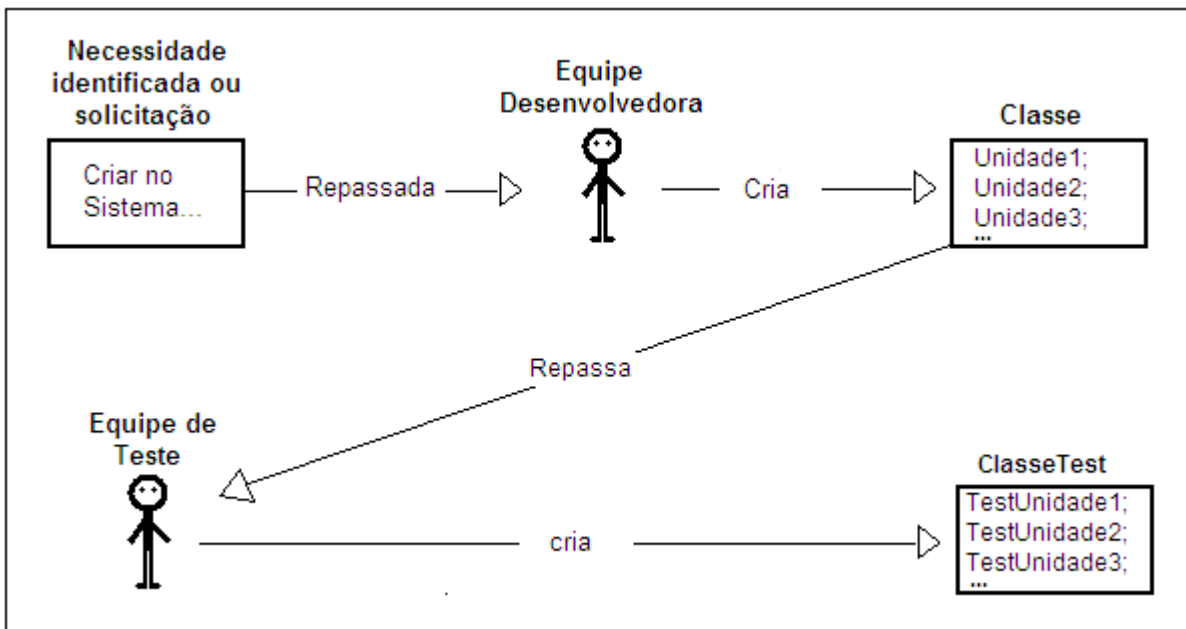 Necessidade
identificada ou
solicitação
Criar no
Sistema...
Repassada
Equipe
Desenvolvedora
Cria
Classe
Unidade1;
Unidade2;
Unidade3;
...
Repassa
Equipe de
Teste
cria
ClasseTest
TestUnidade1;
TestUnidade2;
TestUnidade3;
...